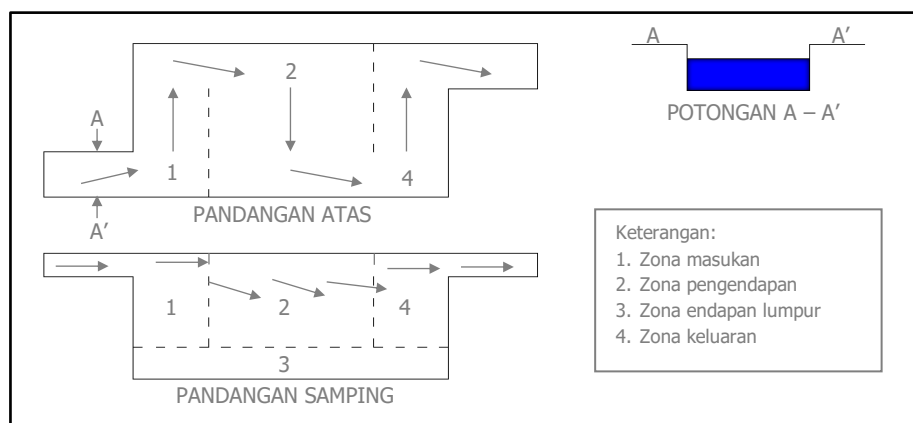 A
A'
1
2
4
PANDANGAN ATAS
1
2
4
3
PANDANGAN SAMPING
A
A'
POTONGAN A – A'
Keterangan:
1. Zona masukan
2. Zona pengendapan
3. Zona endapan lumpur
4. Zona keluaran